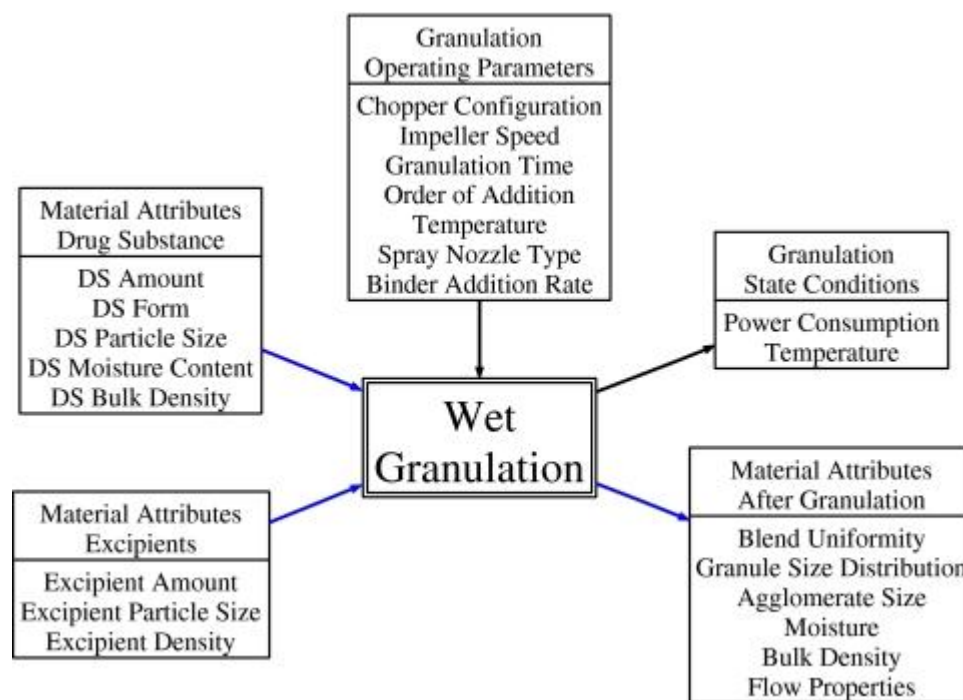 Granulation
Operating Parameters
Chopper Configuration
Impeller Speed
Granulation Time
Order of Addition
Temperature
Spray Nozzle Type
Binder Addition Rate
Material Attributes
Drug Substance
DS Amount
DS Form
DS Particle Size
DS Moisture Content
DS Bulk Density
Granulation
State Conditions
Power Consumption
Temperature
Wet
Granulation
Material Attributes
Excipients
Excipient Amount
Excipient Particle Size
Excipient Density
Material Attributes
After Granulation
Blend Uniformity
Granule Size Distribution
Agglomerate Size
Moisture
Bulk Density
Flow Properties